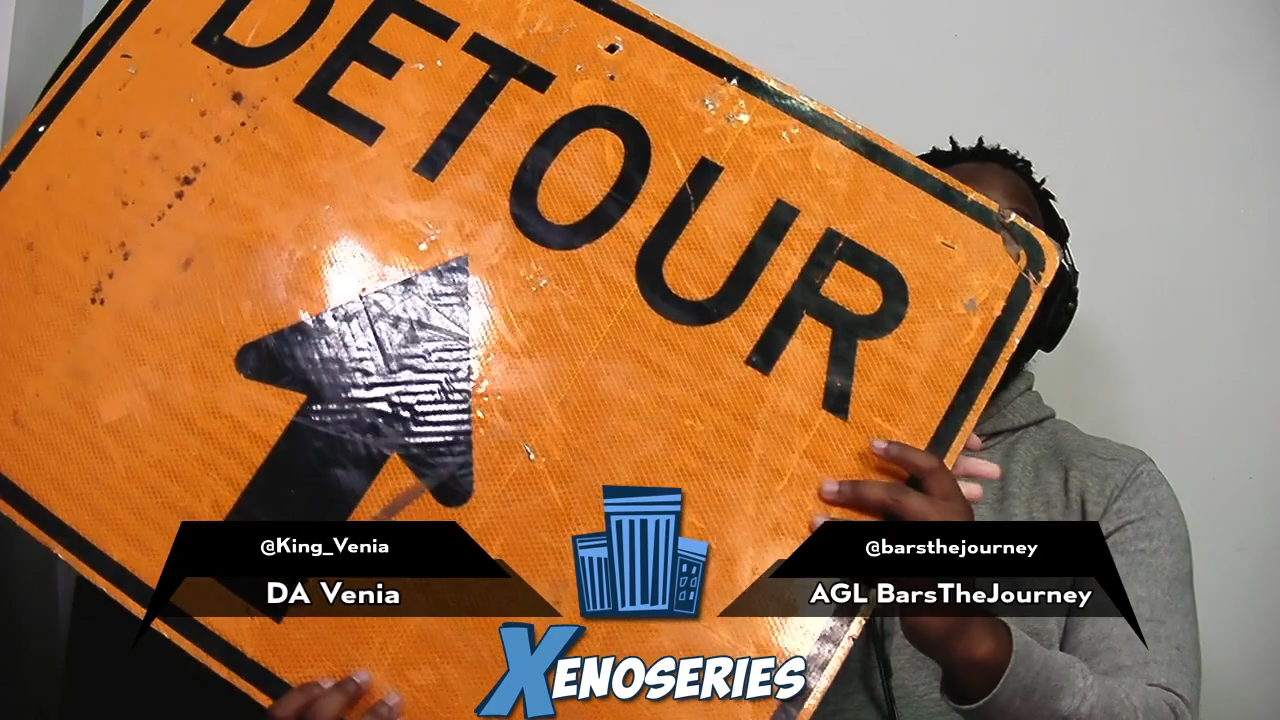 DETOUR
@King_Venia
DA Venia
@barsthejourney
AGL BarsTheJourney
XENOSERIES